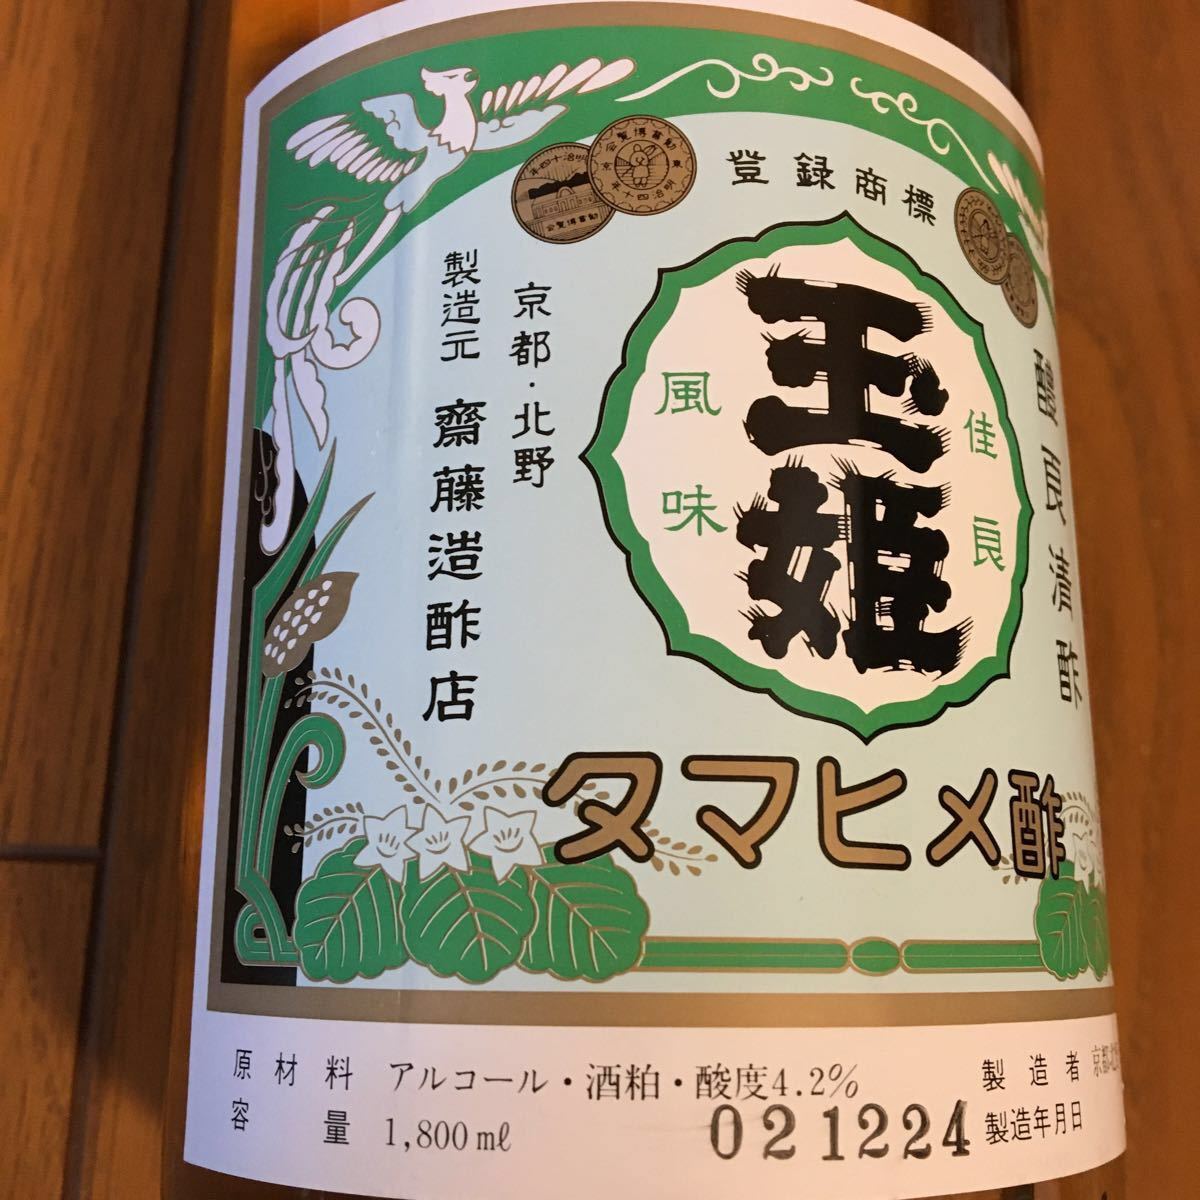 登録商標
玉姫
風味
佳良
醸良清酢
京都・北野
製造元 齋藤造酢店
タマヒメ酢
原材料 アルコール・酒粕・酸度4.2%
容量 1,800㎖
製造者 京都・北
製造年月日
021224